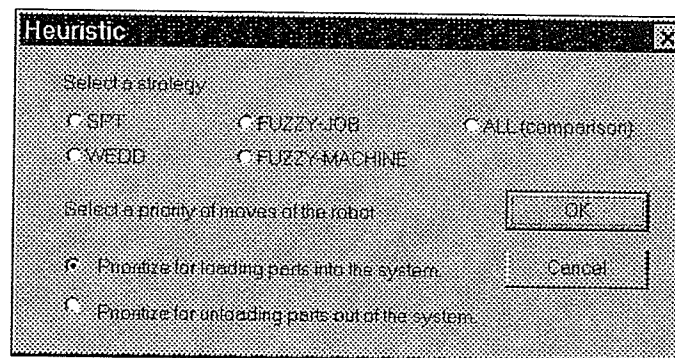 Heuristic
Select a strategy
SPT FUZZY-JOB ALL (comparison)
WEDD FUZZY-MACHINE
Select a priority of moves of the robot
OK
Prioritize for loading parts into the system.
Cancel
Prioritize for unloading parts out of the system.